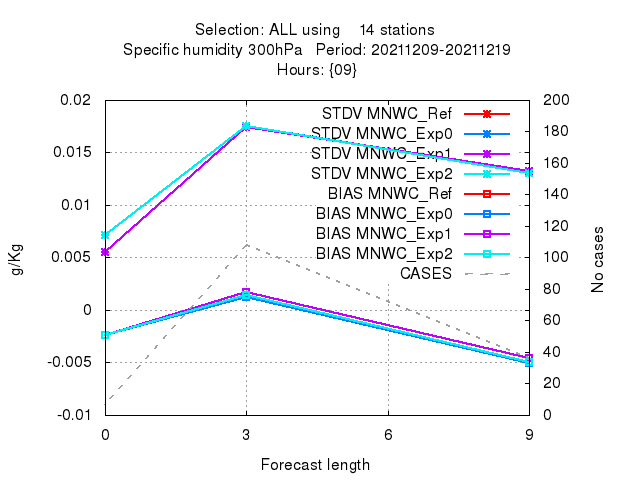 Selection: ALL using 14 stations
Specific humidity 300hPa Period: 20211209-20211219
Hours: {09}
0.02
0.015
0.01
0.005
0
-0.005
-0.01
g/Kg
200
180
160
140
120
100
80
60
40
20
0
No cases
STDV MNWC_Ref
STDV MNWC_Exp0
STDV MNWC_Exp1
STDV MNWC_Exp2
BIAS MNWC_Ref
BIAS MNWC_Exp0
BIAS MNWC_Exp1
BIAS MNWC_Exp2
CASES
0 3 6 9
Forecast length